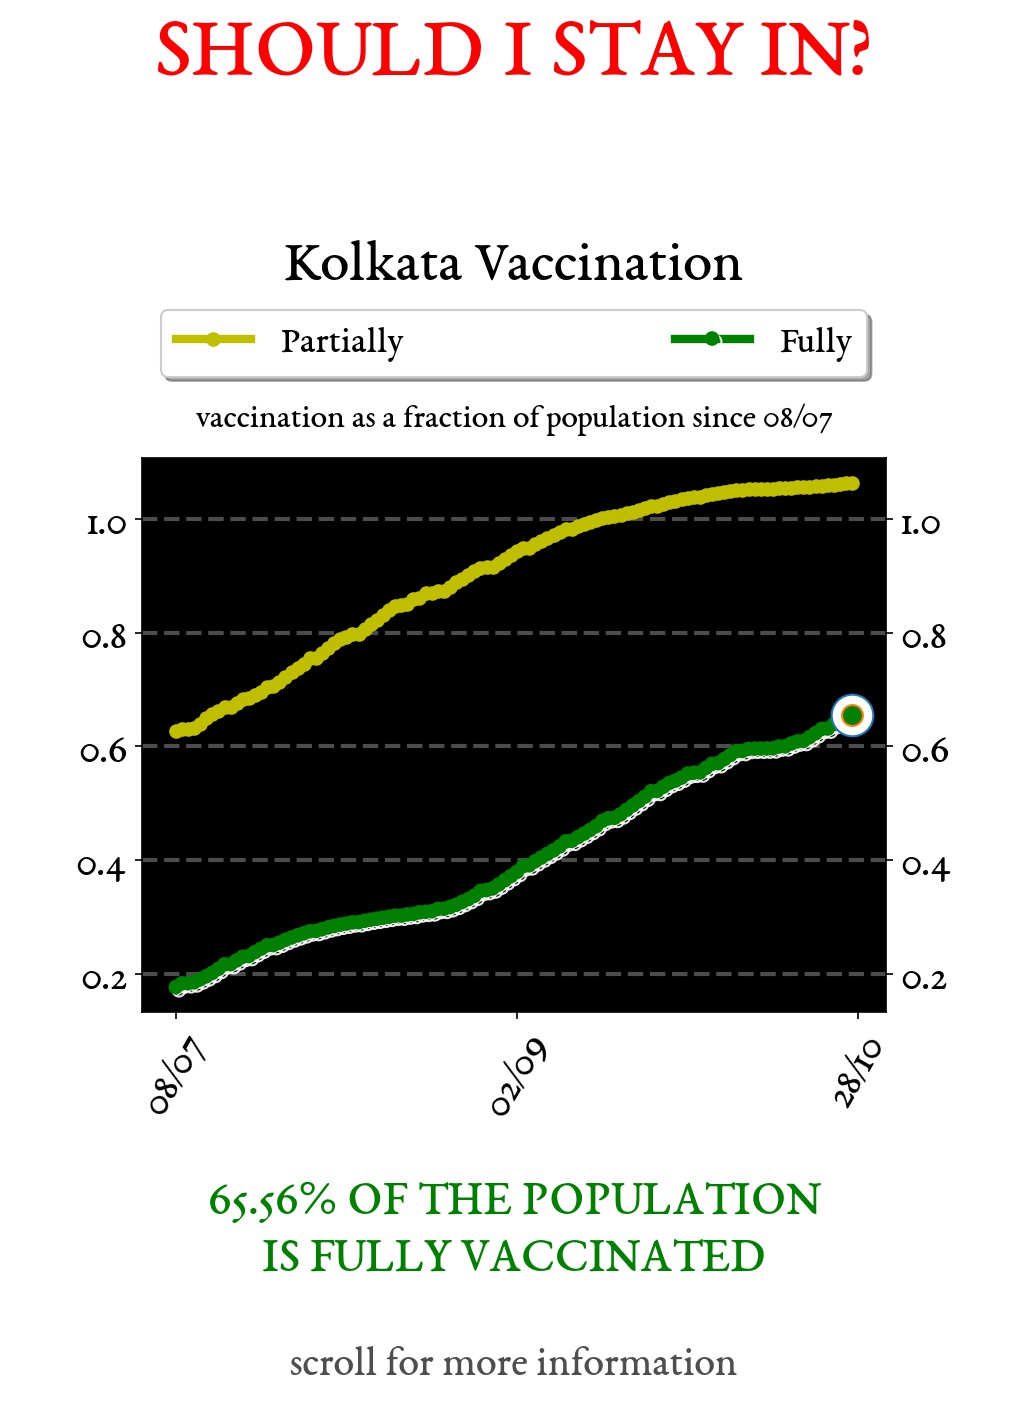 SHOULD I STAY IN?
Kolkata Vaccination
Partially Fully
vaccination as a fraction of population since 08/07
1.0 1.0
0.8 0.8
0.6 0.6
0.4 0.4
0.2 0.2
08/07 02/09 28/10
65.56% OF THE POPULATION
IS FULLY VACCINATED
scroll for more information